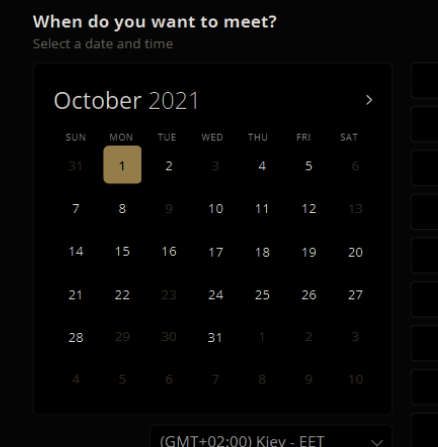 When do you want to meet?
Select a date and time
October 2021
SUN MON TUE WED THU FRI SAT
31 1 2 3 4 5 6
7 8 9 10 11 12 13
14 15 16 17 18 19 20
21 22 23 24 25 26 27
28 29 30 31 1 2 3
4 5 6 7 8 9 10
(GMT+02:00) Kiev - EET